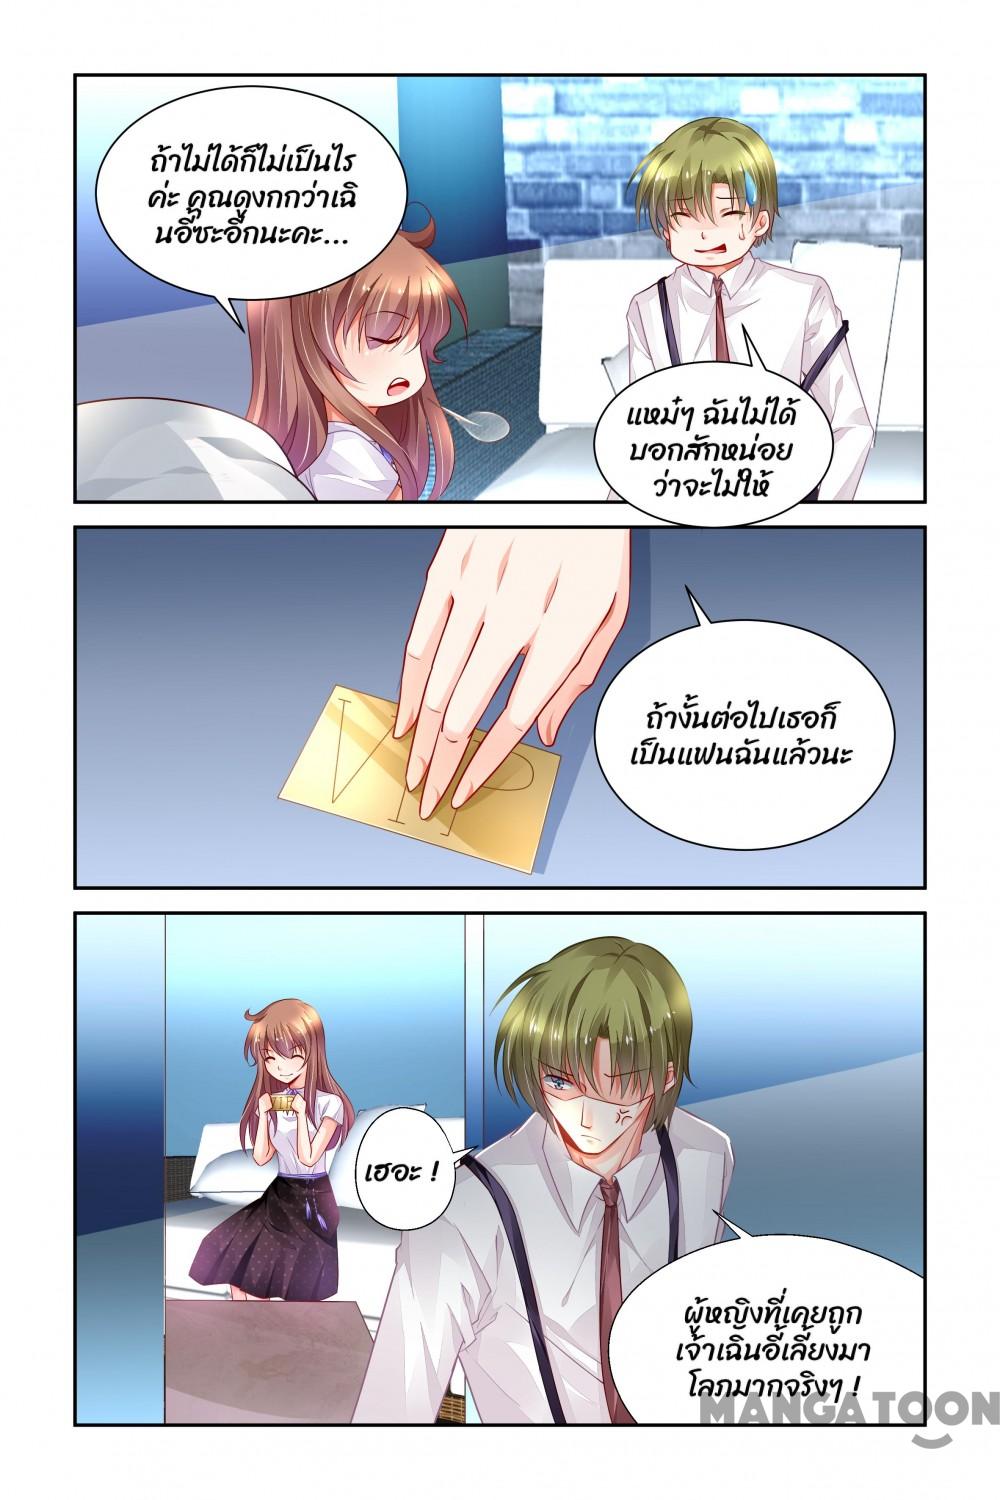 ถ้าไม่ได้ก็ไม่เป็นไร
ค่ะ คุณดูงกกว่าเฉิ
นอี้ซะอีกนะคะ...
แหม๋ๆ ฉันไม่ได้
บอกสักหน่อย
ว่าจะไม่ให้
VIP
ถ้างั้นต่อไปเธอก็
เป็นแฟนฉันแล้วนะ
เฮอะ !
ผู้หญิงที่เคยถูก
เจ้าเฉินอี้เลี้ยงมา
โลภมากจริงๆ !
MANGATOON